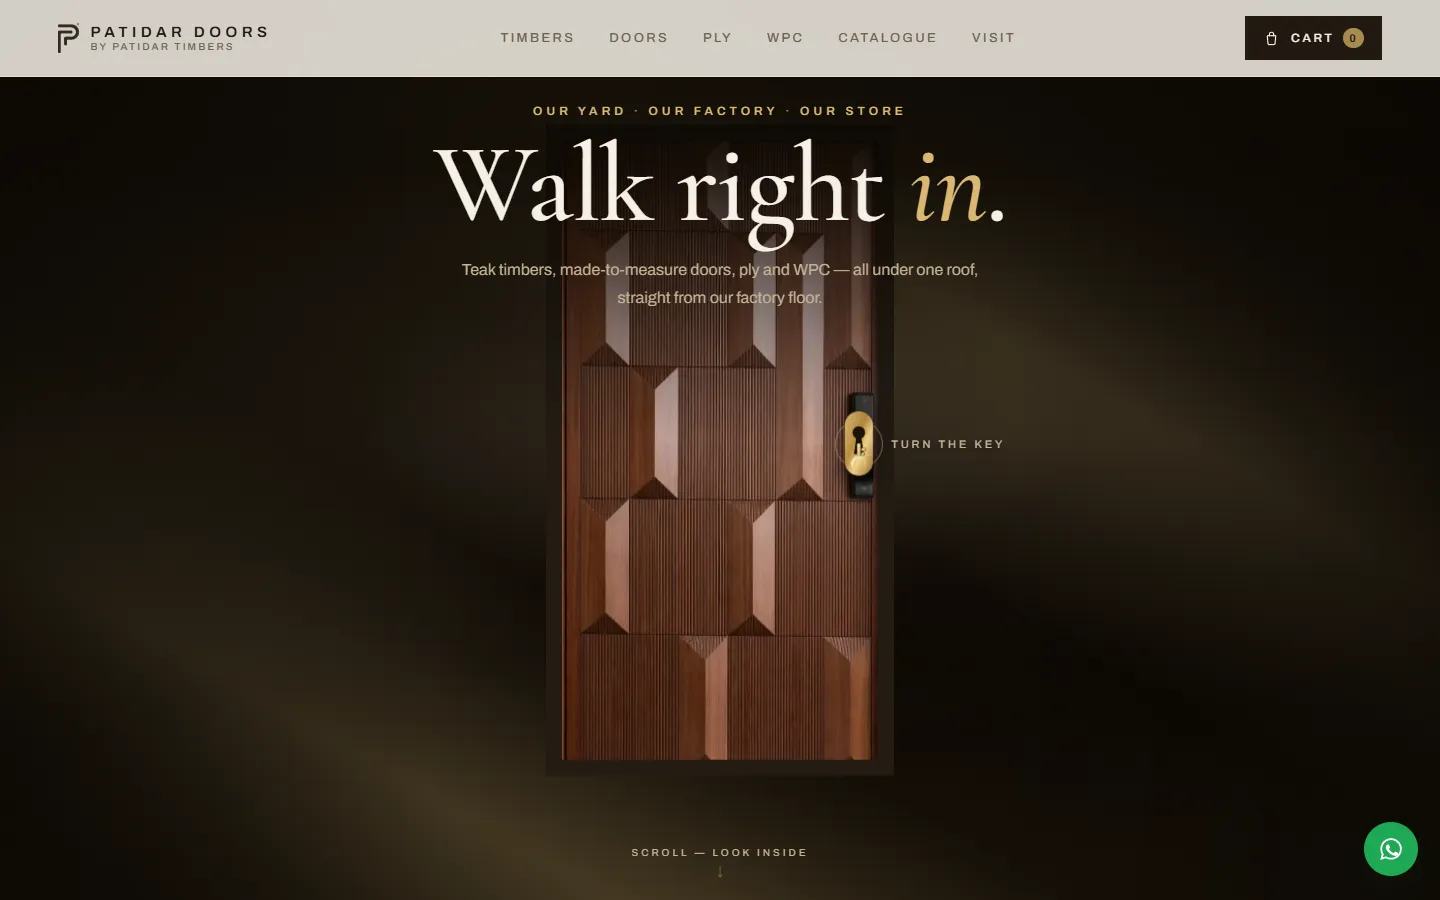 PATIDAR DOORS
BY PATIDAR TIMBERS
TIMBERS
DOORS
PLY
WPC
CATALOGUE
VISIT
CART 0
OUR YARD · OUR FACTORY · OUR STORE
Walk right in.
Teak timbers, made-to-measure doors, ply and WPC — all under one roof,
straight from our factory floor.
TURN THE KEY
SCROLL — LOOK INSIDE
↓